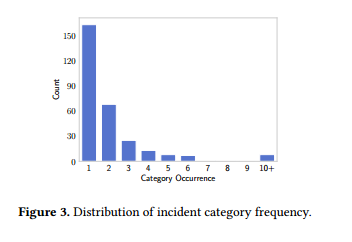 150
120
90
60
30
0
Count
1 2 3 4 5 6 7 8 9 10+
Category Occurrence
Figure 3. Distribution of incident category frequency.